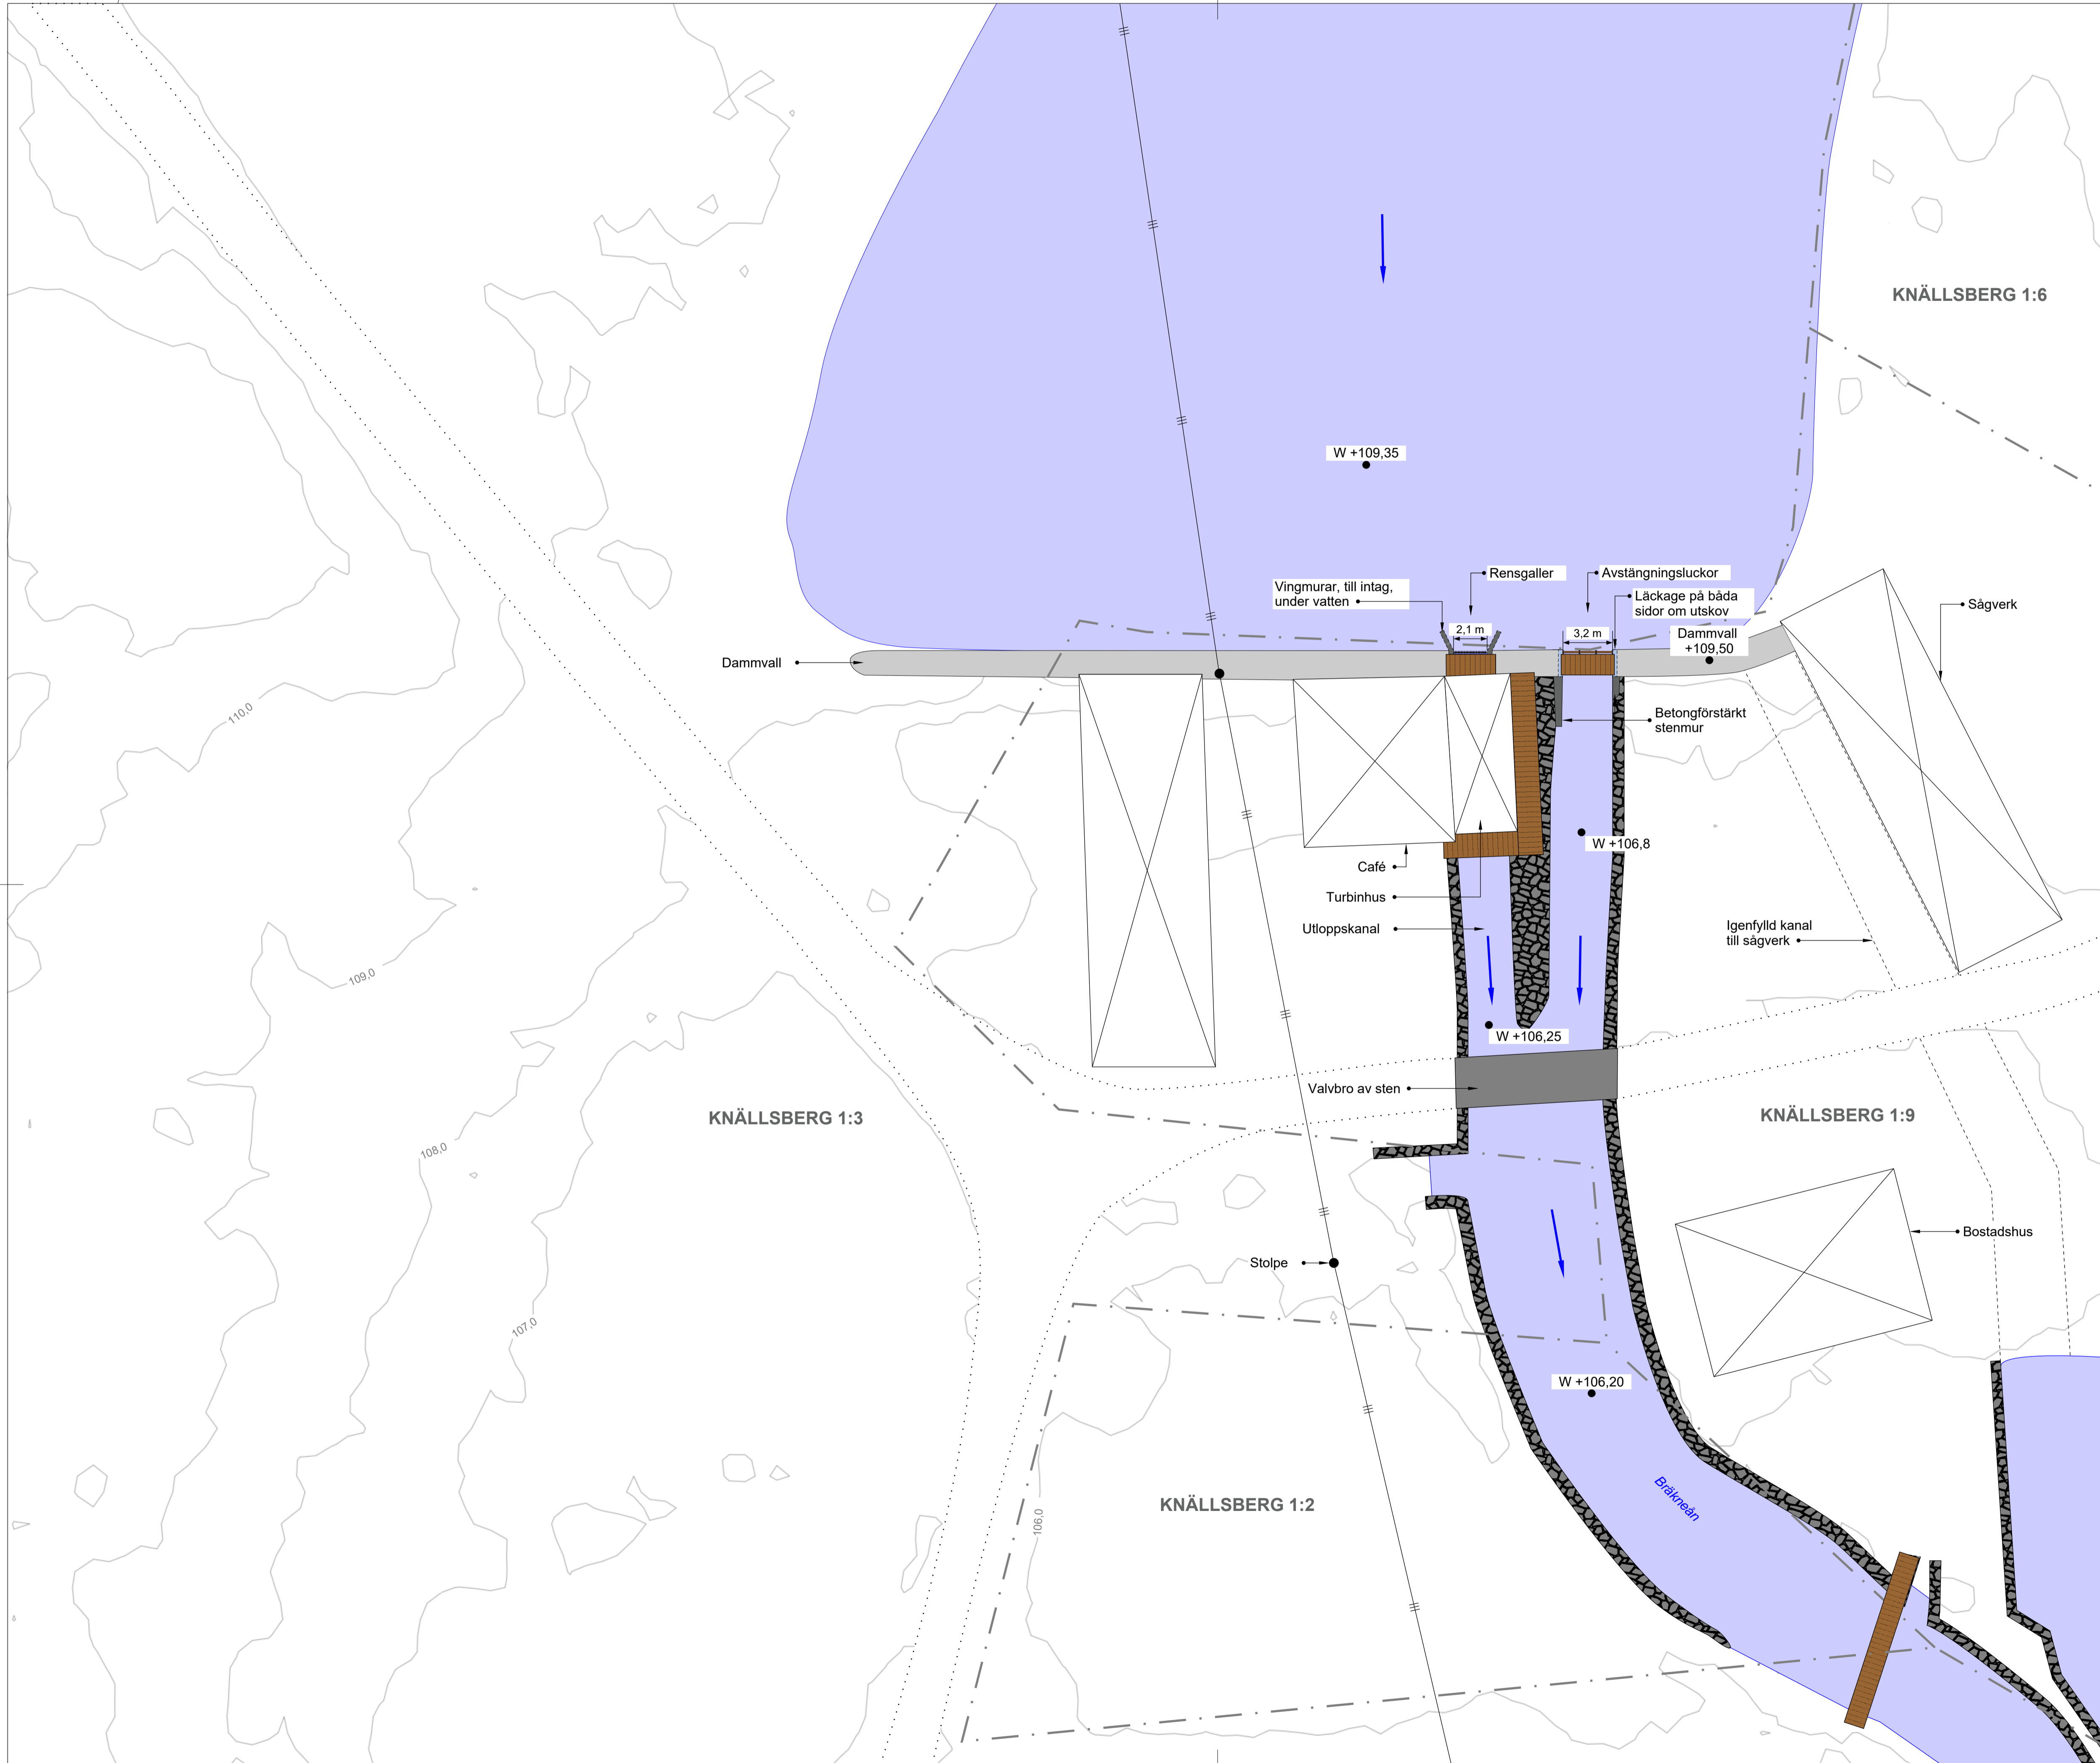 KNÄLLSBERG 1:6
W +109,35
Rensgaller
Avstängningsluckor
Vingmurar, till intag,
under vatten
Läckage på båda
sidor om utskov
Sågverk
2,1 m
3,2 m
Dammvall
+109,50
Dammvall
110,0
Betongförstärkt
stenmur
W +106,8
Café
Turbinhus
Utloppskanal
Igenfylld kanal
till sågverk
109,0
W +106,25
Valvbro av sten
KNÄLLSBERG 1:3
KNÄLLSBERG 1:9
108,0
Bostadshus
Stolpe
107,0
W +106,20
KNÄLLSBERG 1:2
Bräkneån
106,0